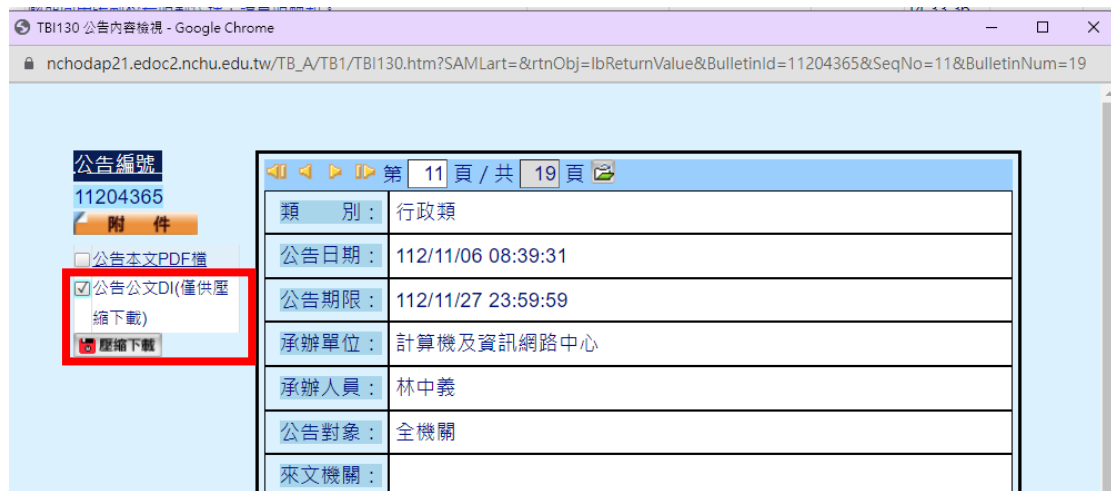 TBI130 公告內容檢視 - Google Chrome
nchodap21.edoc2.nchu.edu.tw/TB_A/TB1/TBI130.htm?SAMLart=&rtnObj=lbReturnValue&BulletinId=11204365&SeqNo=11&BulletinNum=19
公告編號
11204365
附 件
公告本文PDF檔
公告公文DI(僅供壓
縮下載)
壓縮下載
第 11 頁 / 共 19 頁
類 別： 行政類
公告日期： 112/11/06 08:39:31
公告期限： 112/11/27 23:59:59
承辦單位： 計算機及資訊網路中心
承辦人員： 林中義
公告對象： 全機關
來文機關：